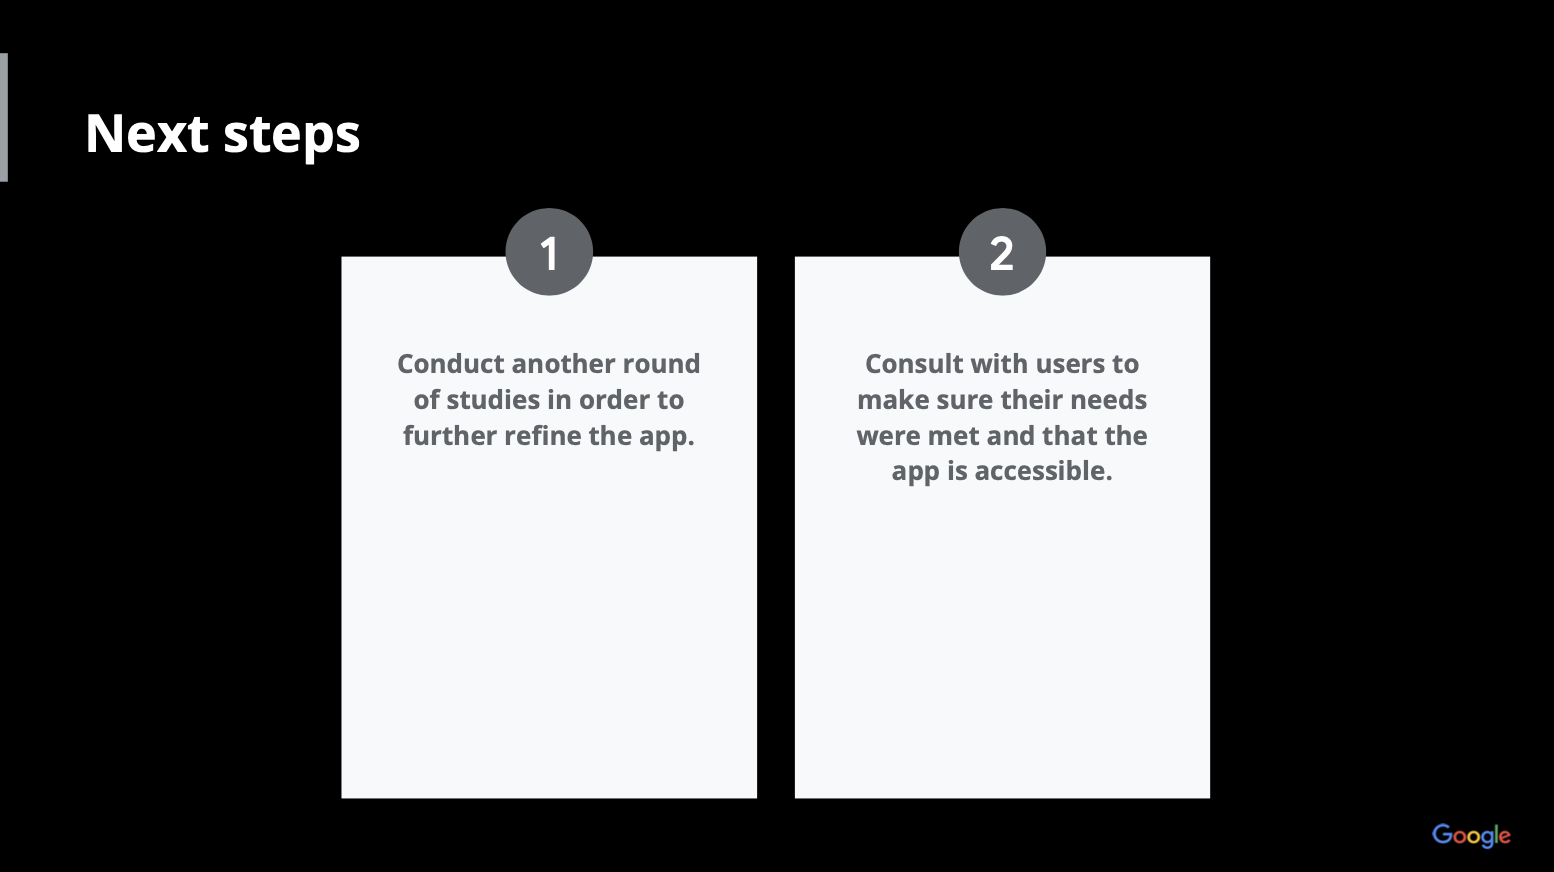 Next steps
1
Conduct another round
of studies in order to
further refine the app.
2
Consult with users to
make sure their needs
were met and that the
app is accessible.
Google